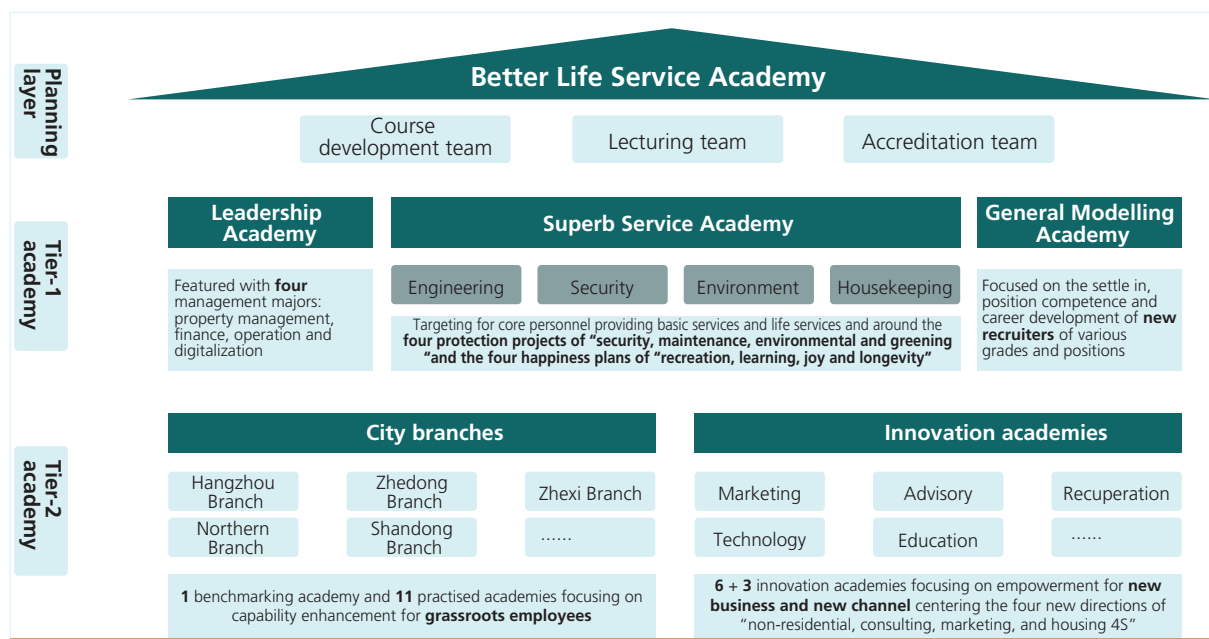 Planning
layer
Better Life Service Academy
Course
development team
Lecturing team
Accreditation team
Tier-1
academy
Leadership
Academy
Featured with four
management majors:
property management,
finance, operation and
digitalization
Superb Service Academy
Engineering
Security
Environment
Housekeeping
Targeting for core personnel providing basic services and life services and around the
four protection projects of "security, maintenance, environmental and greening
"and the four happiness plans of "recreation, learning, joy and longevity"
General Modelling
Academy
Focused on the settle in,
position competence and
career development of new
recruiters of various
grades and positions
Tier-2
academy
City branches
Hangzhou
Branch
Zhedong
Branch
Zhexi Branch
Northern
Branch
Shandong
Branch
......
1 benchmarking academy and 11 practised academies focusing on
capability enhancement for grassroots employees
Innovation academies
Marketing
Advisory
Recuperation
Technology
Education
......
6 + 3 innovation academies focusing on empowerment for new
business and new channel centering the four new directions of
"non-residential, consulting, marketing, and housing 4S"